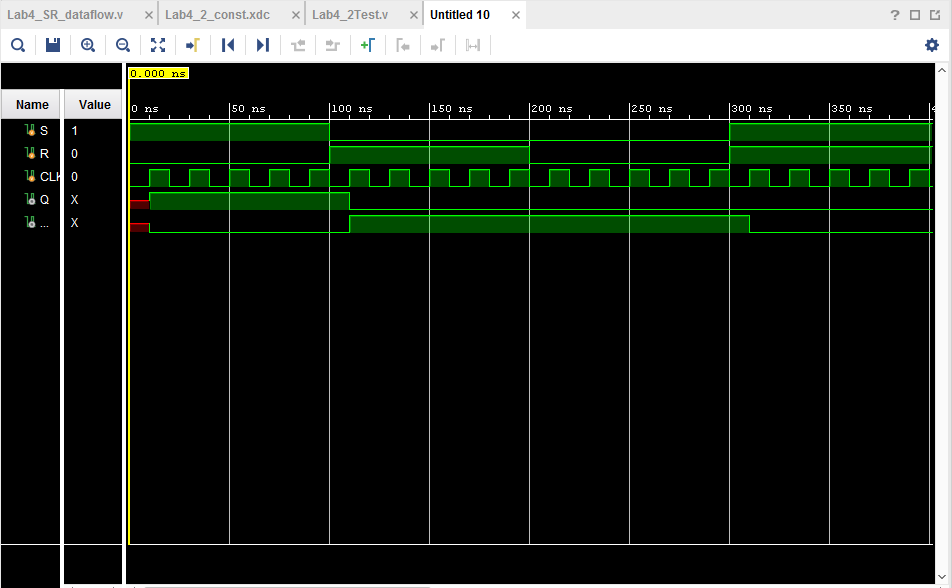 Lab4_SR_dataflow.v × Lab4_2_const.xdc × Lab4_2Test.v × Untitled 10 × ?
0.000 ns
Name Value
0 ns 50 ns 100 ns 150 ns 200 ns 250 ns 300 ns 350 ns
S 1
R 0
CLK 0
Q X
... X